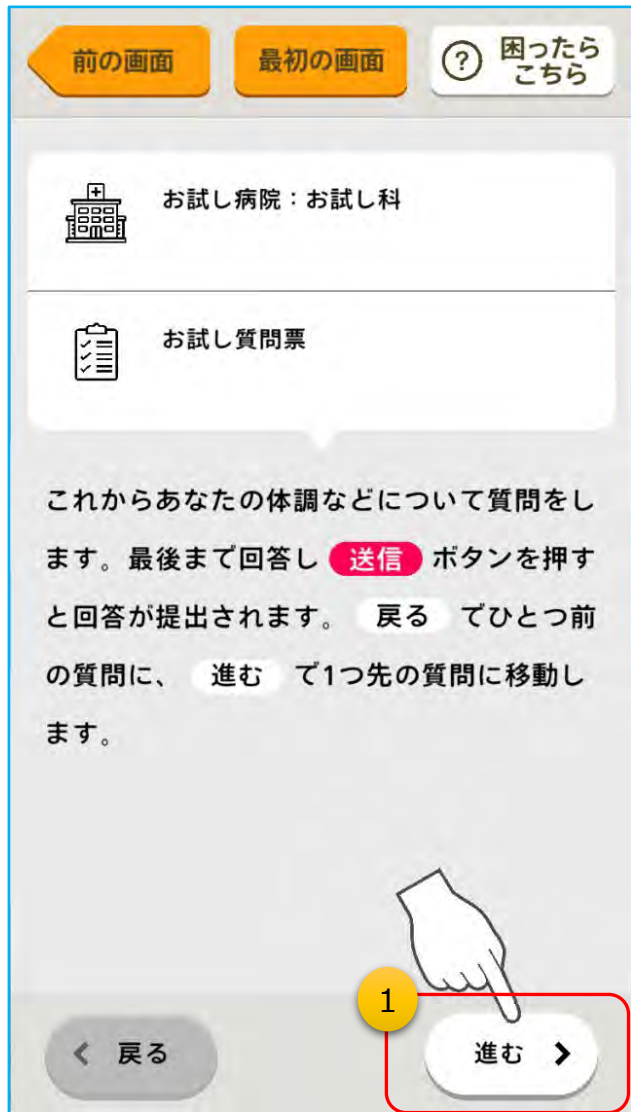 前の画面
最初の画面
? 困ったら
こちら
お試し病院：お試し科
お試し質問票
これからあなたの体調などについて質問をし
ます。最後まで回答し 送信 ボタンを押す
と回答が提出されます。 戻る でひとつ前
の質問に、 進む で1つ先の質問に移動し
ます。
1
戻る
進む